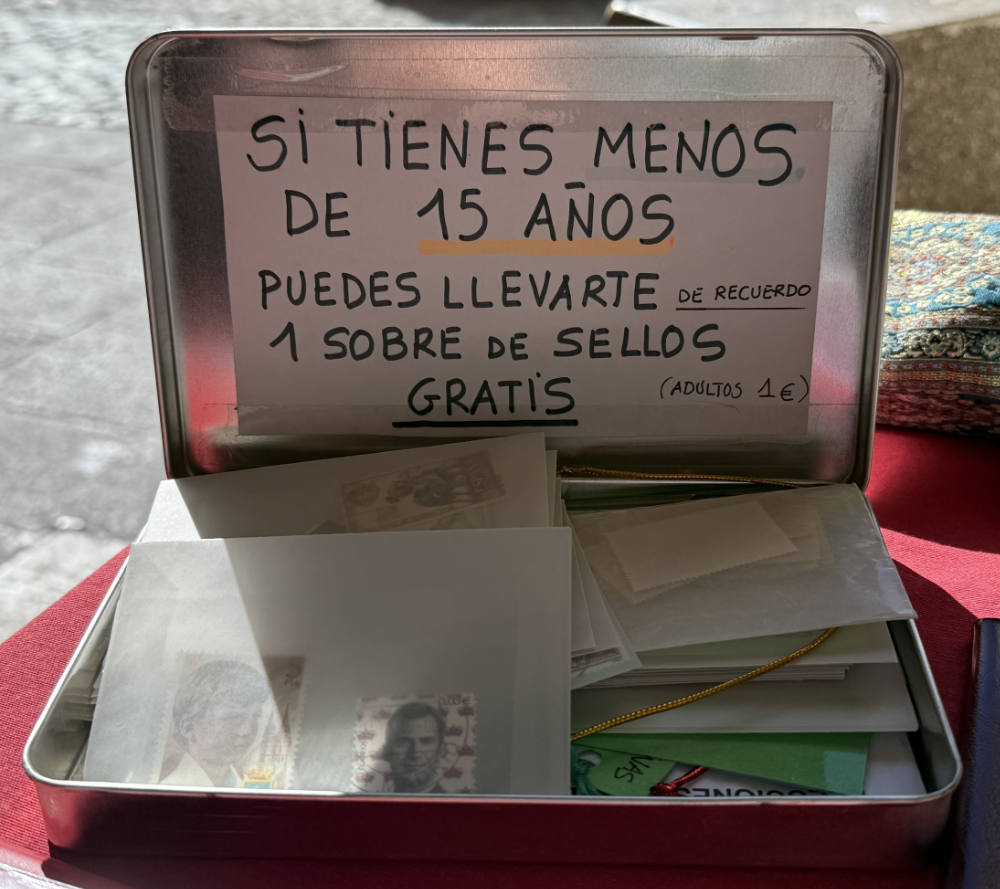 Si TiENES MENOS
DE 15 AÑOS
PUEDES LLEVARTE DE RECUERDO
1 SOBRE DE SELLOS
GRATiS (ADULTOS 1 €)